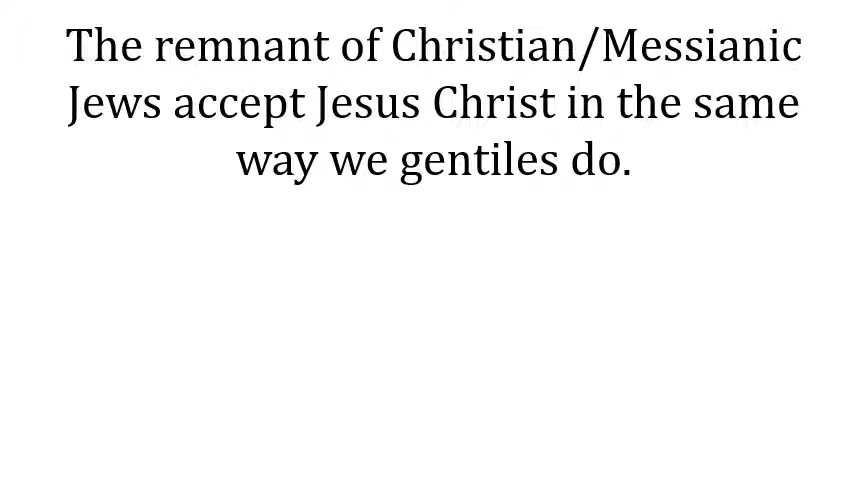 The remnant of Christian/Messianic
Jews accept Jesus Christ in the same
way we gentiles do.